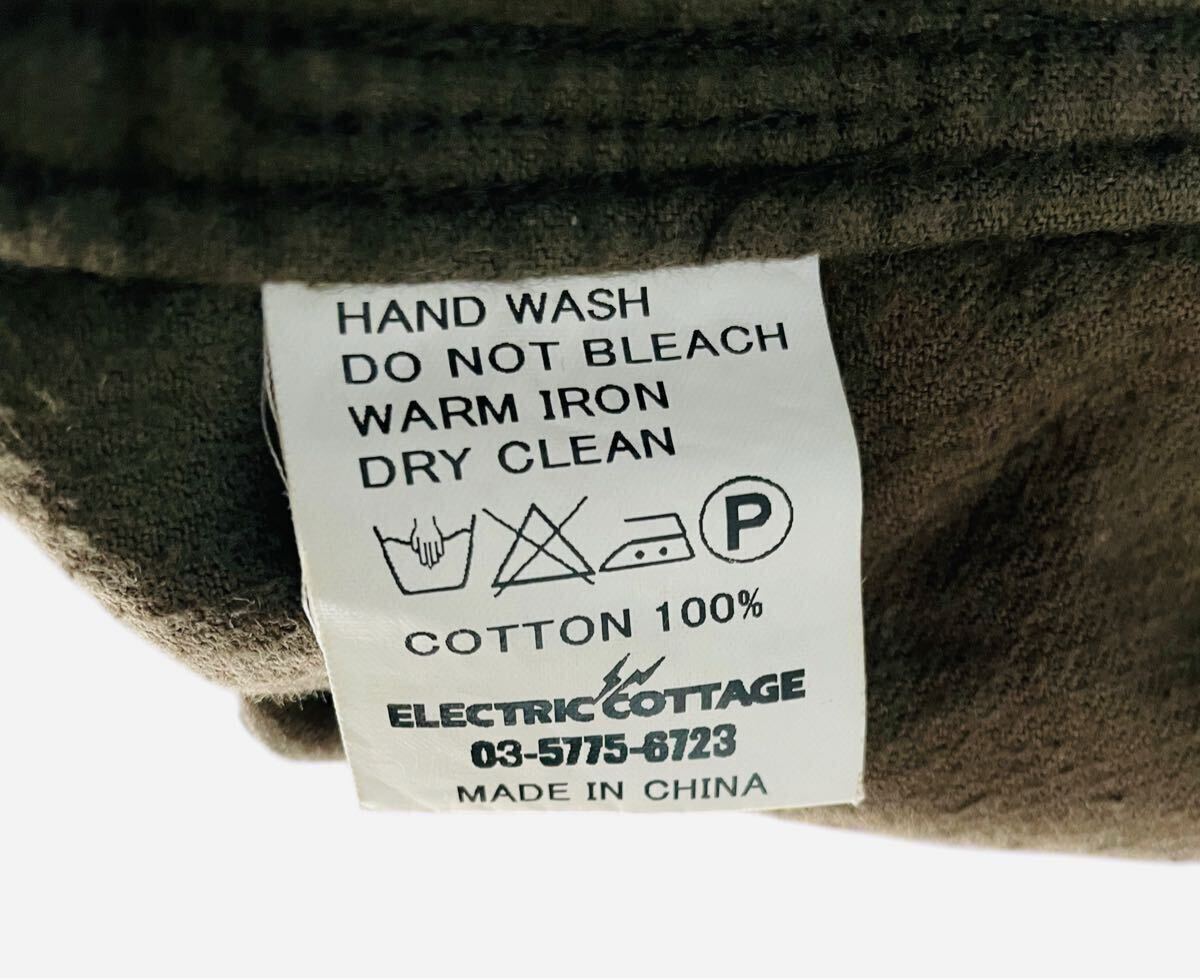 HAND WASH
DO NOT BLEACH
WARM IRON
DRY CLEAN
P
COTTON 100%
ELECTRIC COTTAGE
03-5775-6723
MADE IN CHINA